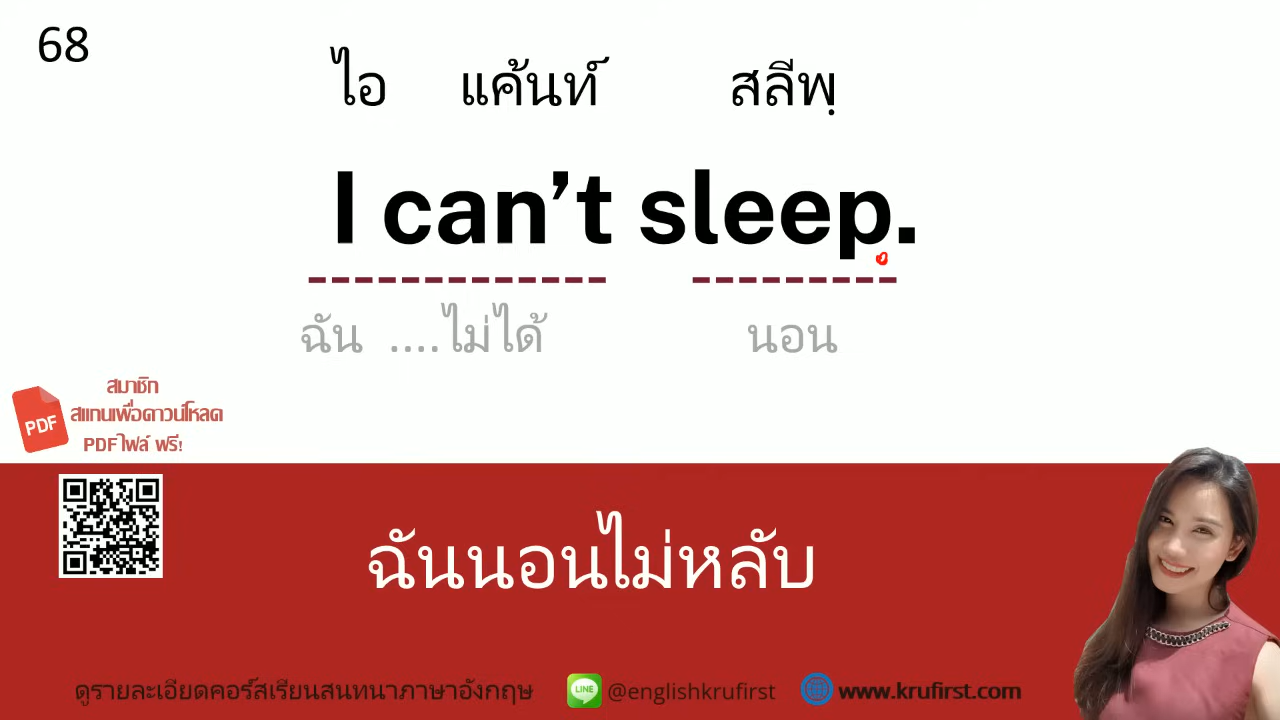 68
ไอ แค้นท์ สลีพฺ
I can't sleep.
ฉัน ....ไม่ได้ นอน
สมาชิก
สแกนเพื่อดาวน์โหลด
PDF
PDFไฟล์ ฟรี!
ฉันนอนไม่หลับ
ดูรายละเอียดคอร์สเรียนสนทนาภาษาอังกฤษ LINE @englishkrufirst www.krufirst.com